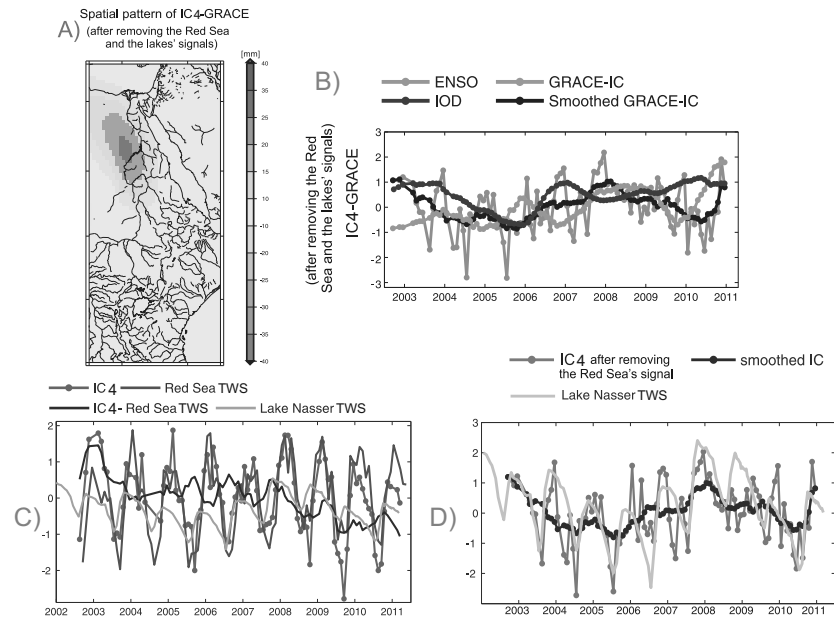 Spatial pattern of IC4-GRACE
(after removing the Red Sea
and the lakes' signals)
A)
[mm]
40
35
30
25
20
15
10
5
0
-5
-10
-15
-20
-25
-30
-35
-40
B)
ENSO
GRACE-IC
IOD
Smoothed GRACE-IC
(after removing the Red
Sea and the lakes' signals)
IC4-GRACE
3
2
1
0
-1
-2
-3
2003 2004 2005 2006 2007 2008 2009 2010 2011
IC4
Red Sea TWS
IC4- Red Sea TWS
Lake Nasser TWS
C)
2
1
0
-1
-2
2002 2003 2004 2005 2006 2007 2008 2009 2010 2011
IC4 after removing
the Red Sea's signal
smoothed IC
Lake Nasser TWS
D)
3
2
1
0
-1
-2
2003 2004 2005 2006 2007 2008 2009 2010 2011